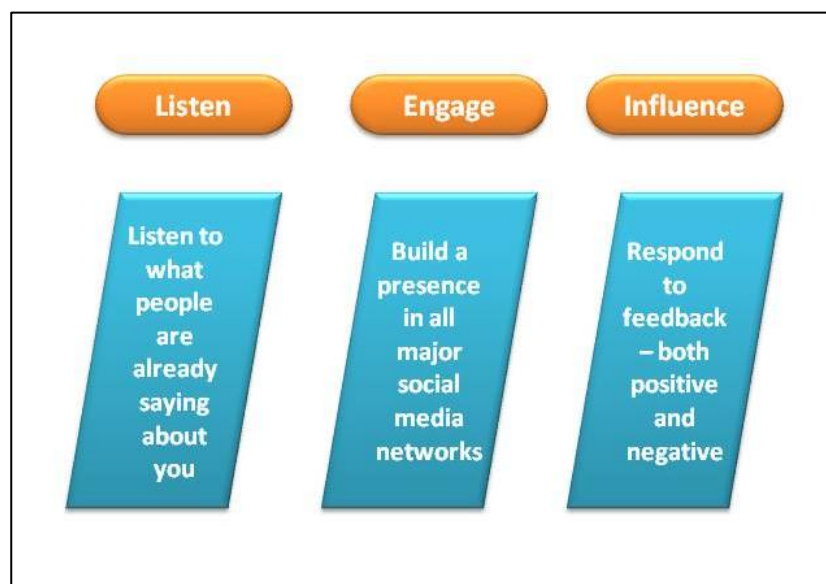 Listen
Engage
Influence
Listen to
what
people
are
already
saying
about
you
Build a
presence
in all
major
social
media
networks
Respond
to
feedback
– both
positive
and
negative